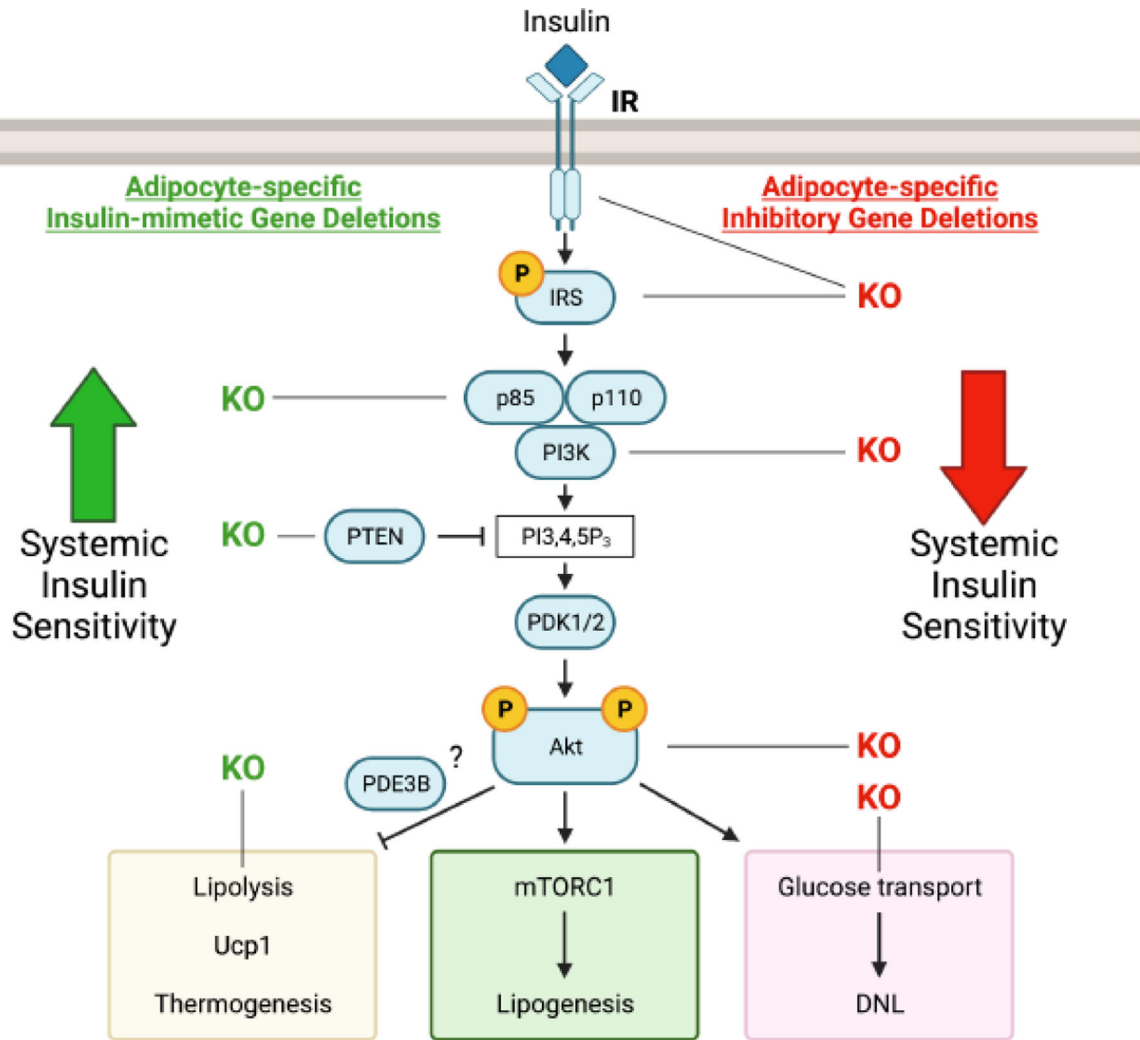 Insulin
IR
Adipocyte-specific
Insulin-mimetic Gene Deletions
Adipocyte-specific
Inhibitory Gene Deletions
P
IRS
KO
KO
p85
p110
PI3K
KO
Systemic
Insulin
Sensitivity
KO
PTEN
PI3,4,5P₃
Systemic
Insulin
Sensitivity
PDK1/2
P
P
Akt
KO
KO
PDE3B
?
KO
Lipolysis
Ucp1
Thermogenesis
mTORC1
Lipogenesis
Glucose transport
DNL